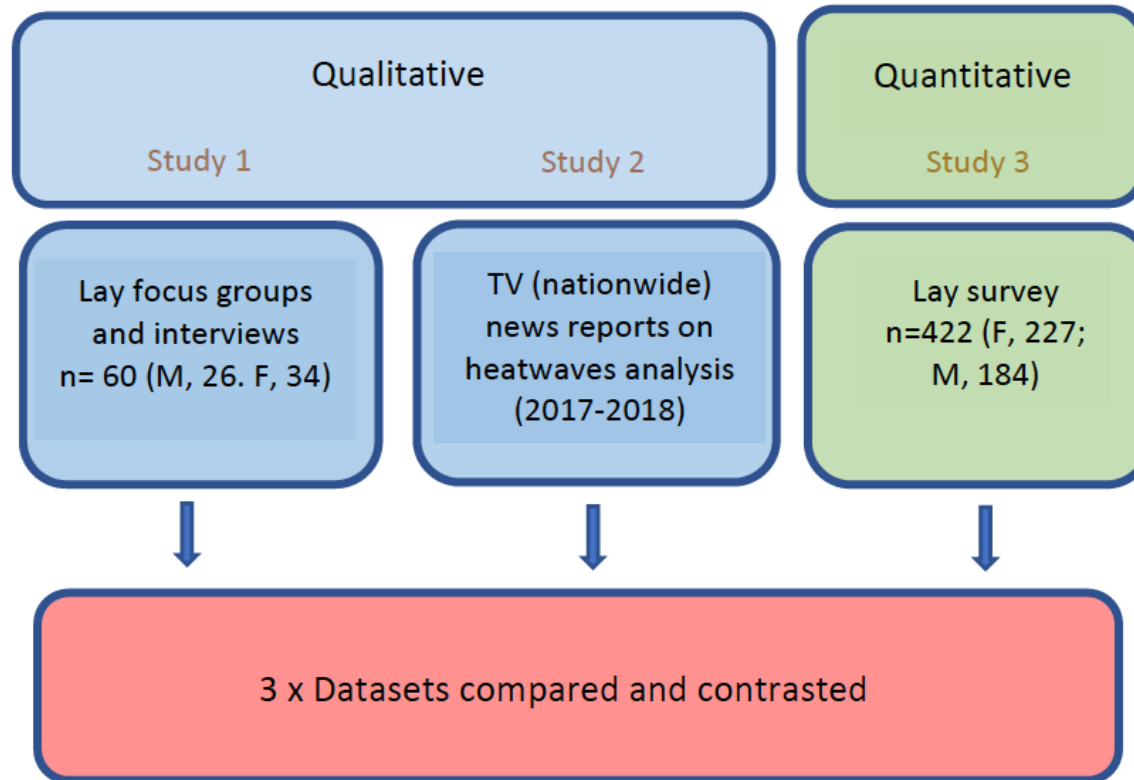 Qualitative
Study 1
Study 2
Quantitative
Study 3
Lay focus groups
and interviews
n= 60 (M, 26. F, 34)
TV (nationwide)
news reports on
heatwaves analysis
(2017-2018)
Lay survey
n=422 (F, 227;
M, 184)
3 x Datasets compared and contrasted